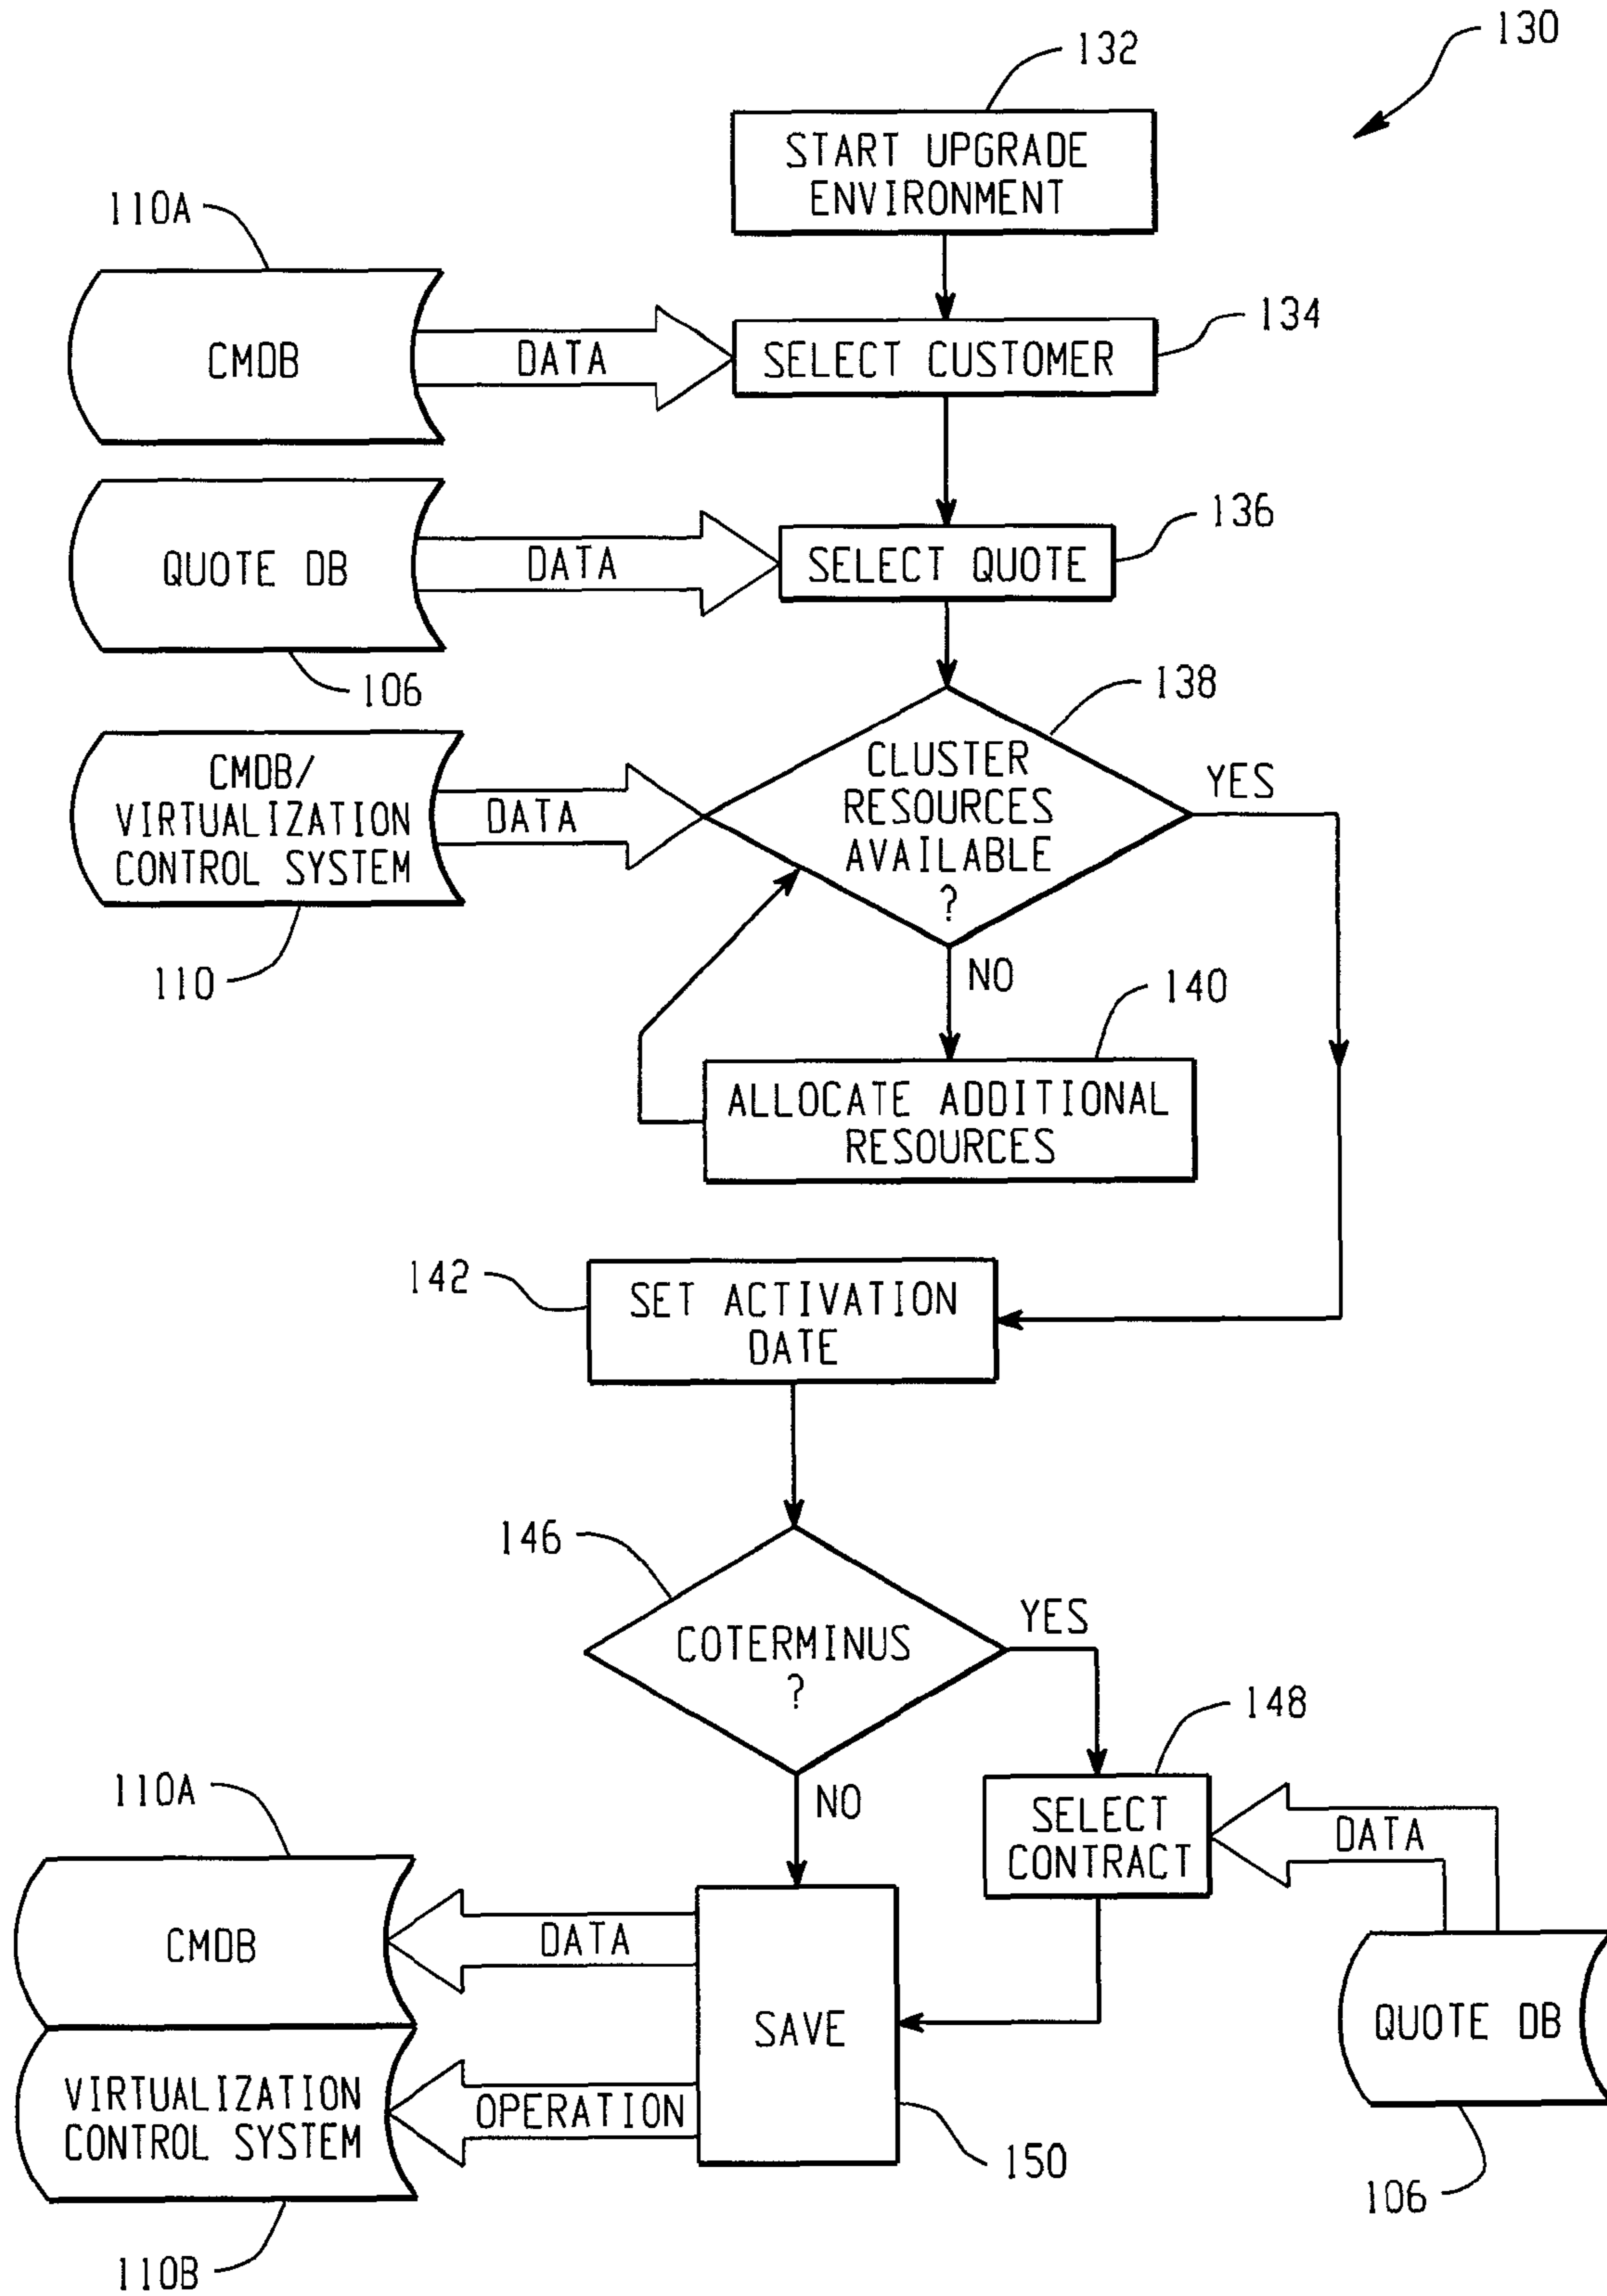 130
132
START UPGRADE
ENVIRONMENT
110A
CMDB
DATA
SELECT CUSTOMER
134
QUOTE DB
DATA
SELECT QUOTE
136
106
138
CMDB/
VIRTUALIZATION
CONTROL SYSTEM
DATA
CLUSTER
RESOURCES
AVAILABLE
?
YES
110
NO
140
ALLOCATE ADDITIONAL
RESOURCES
142
SET ACTIVATION
DATE
146
COTERMINUS
?
YES
NO
148
SELECT
CONTRACT
DATA
110A
CMDB
DATA
SAVE
QUOTE DB
VIRTUALIZATION
CONTROL SYSTEM
OPERATION
150
106
110B